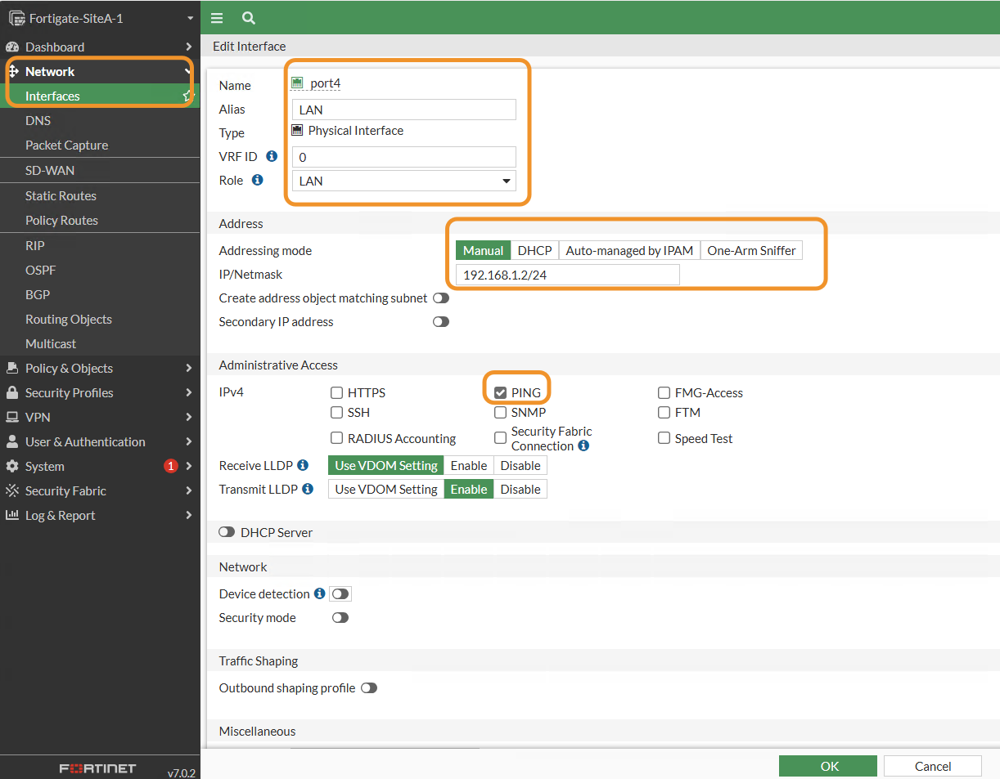 Fortigate-SiteA-1
Dashboard
Network
Interfaces
DNS
Packet Capture
SD-WAN
Static Routes
Policy Routes
RIP
OSPF
BGP
Routing Objects
Multicast
Policy & Objects
Security Profiles
VPN
User & Authentication
System 1
Security Fabric
Log & Report
FORTINET v7.0.2
Edit Interface
Name port4
Alias LAN
Type Physical Interface
VRF ID 0
Role LAN
Address
Addressing mode Manual DHCP Auto-managed by IPAM One-Arm Sniffer
IP/Netmask 192.168.1.2/24
Create address object matching subnet
Secondary IP address
Administrative Access
IPv4 HTTPS PING FMG-Access
SSH SNMP FTM
RADIUS Accounting Security Fabric Connection Speed Test
Receive LLDP Use VDOM Setting Enable Disable
Transmit LLDP Use VDOM Setting Enable Disable
DHCP Server
Network
Device detection
Security mode
Traffic Shaping
Outbound shaping profile
Miscellaneous
OK Cancel